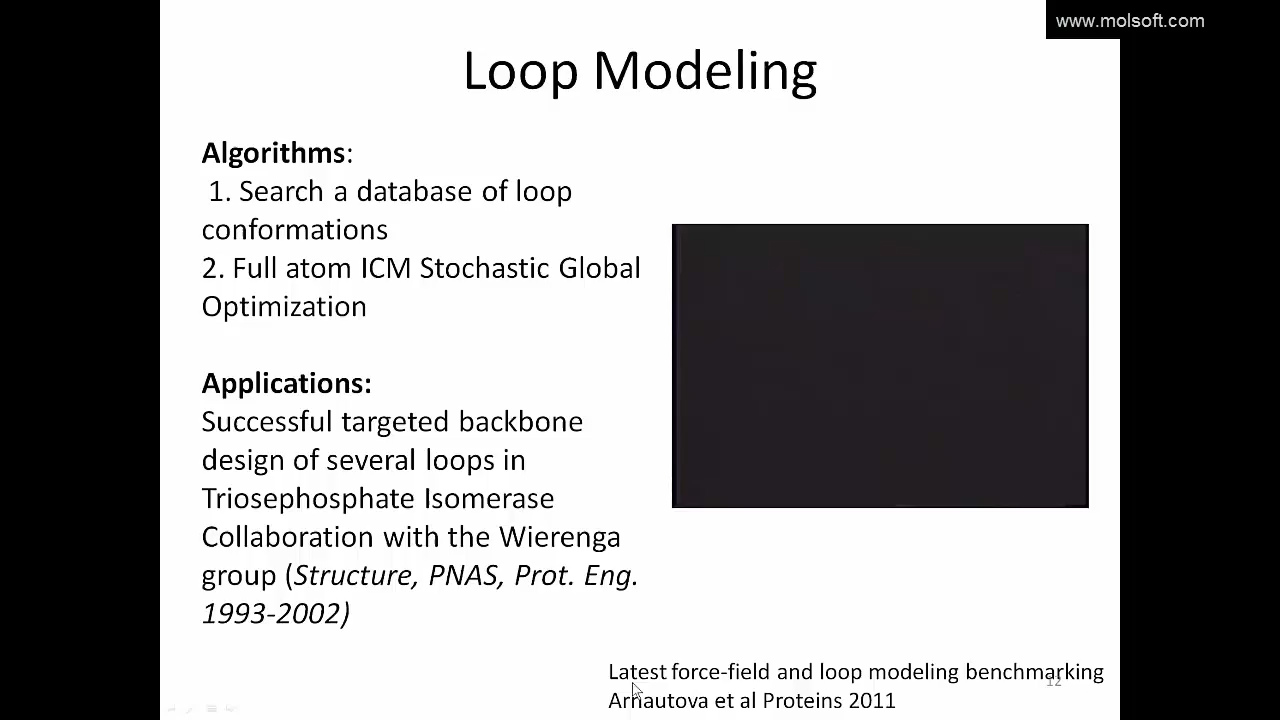 www.molsoft.com
Loop Modeling
Algorithms:
1. Search a database of loop
conformations
2. Full atom ICM Stochastic Global
Optimization
Applications:
Successful targeted backbone
design of several loops in
Triosephosphate Isomerase
Collaboration with the Wierenga
group (Structure, PNAS, Prot. Eng.
1993-2002)
Latest force-field and loop modeling benchmarking
12
Arnautova et al Proteins 2011